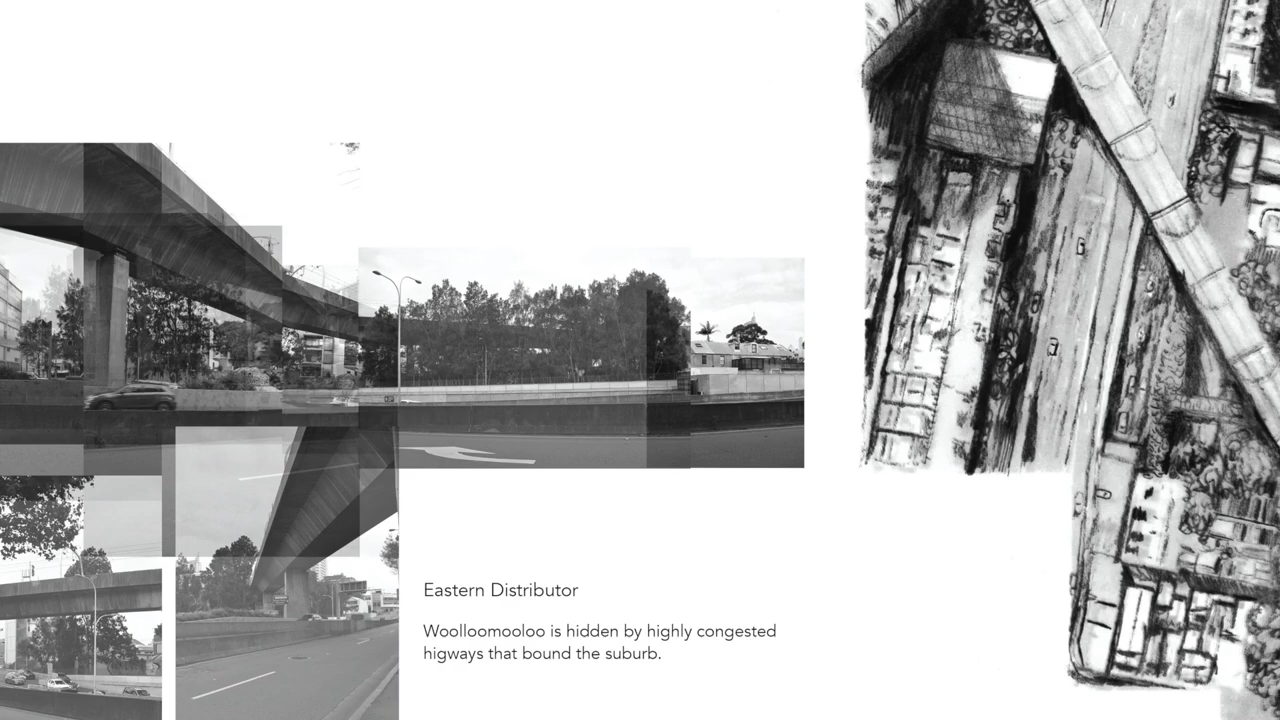 Eastern Distributor
Woolloomooloo is hidden by highly congested
higways that bound the suburb.